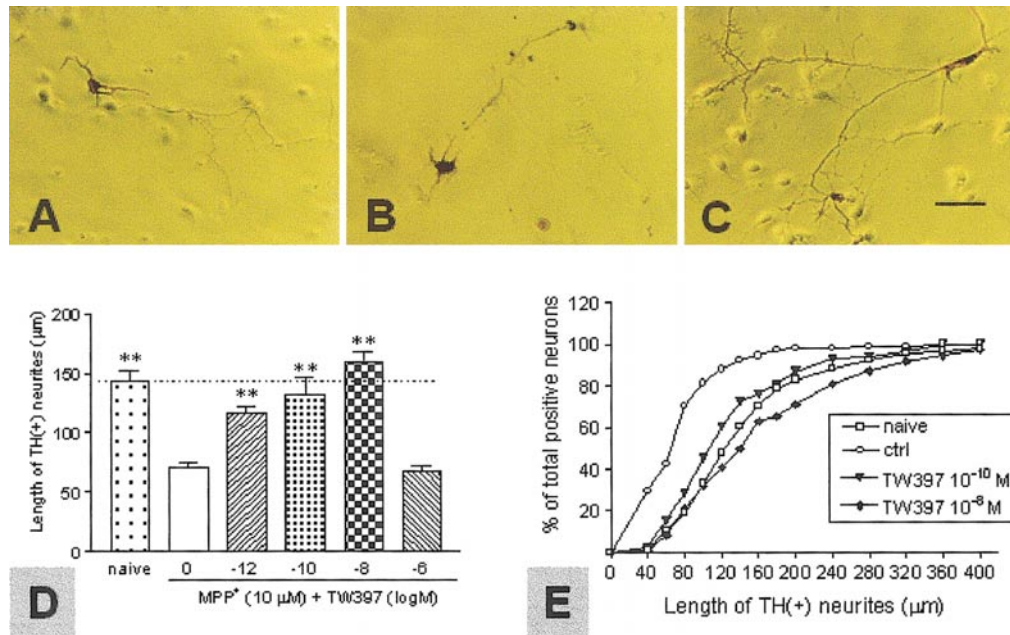 A
B
C
Length of TH(+) neurites (µm)
200
150
100
50
0
**
**
**
**
naive
0
-12
-10
-8
-6
MPP⁺ (10 µM) + TW397 (logM)
D
% of total positive neurons
120
100
80
60
40
20
naive
ctrl
TW397 10⁻¹⁰ M
TW397 10⁻⁸ M
0 40 80 120 160 200 240 280 320 360 400
Length of TH(+) neurites (µm)
E